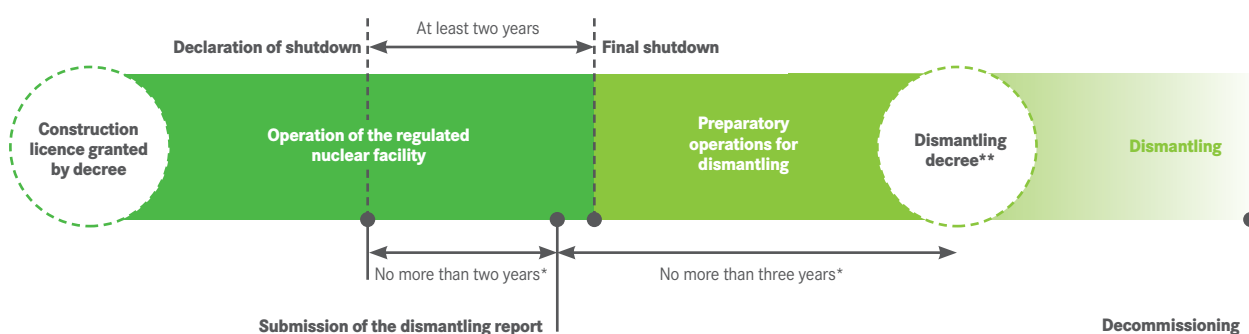 At least two years
Declaration of shutdown
Final shutdown
Construction
licence granted
by decree
Operation of the regulated
nuclear facility
Preparatory
operations for
dismantling
Dismantling
decree**
Dismantling
No more than two years*
No more than three years*
Submission of the dismantling report
Decommissioning